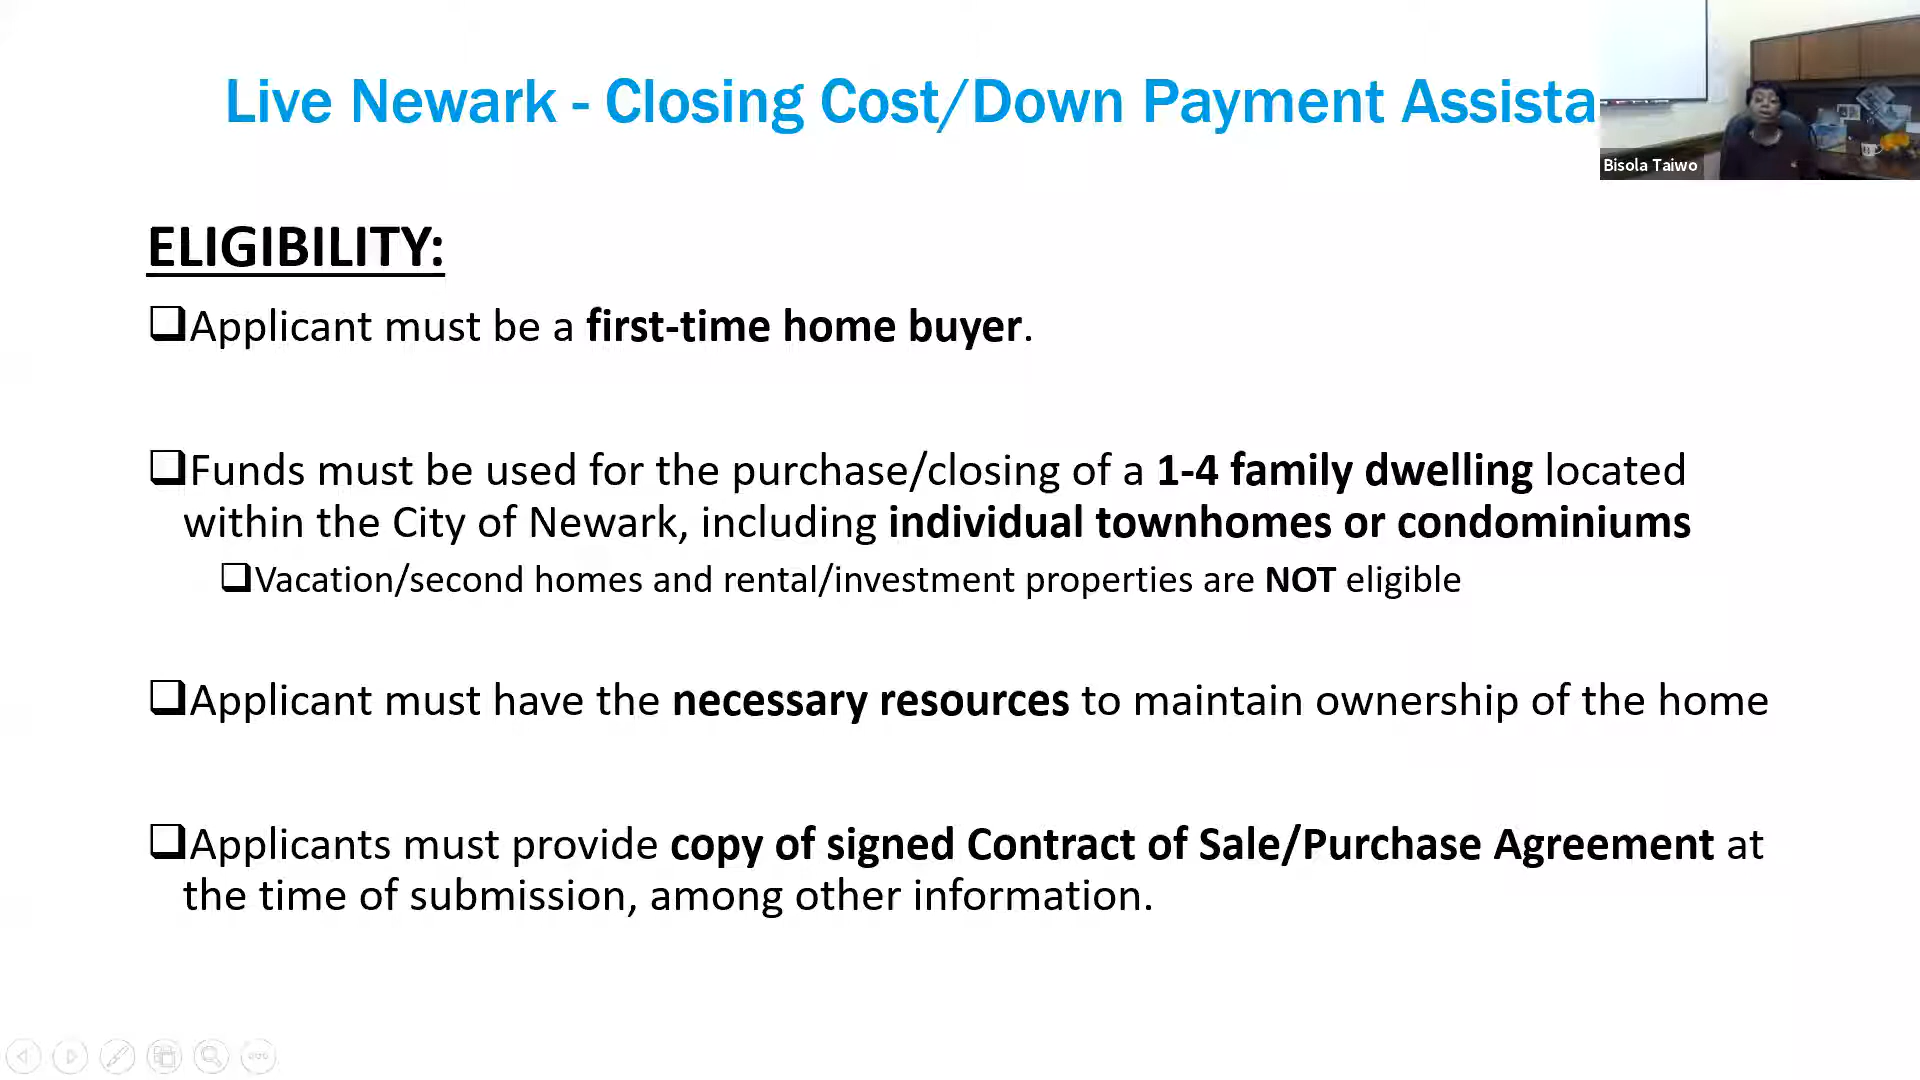 Live Newark - Closing Cost/Down Payment Assista
Bisola Taiwo
ELIGIBILITY:
❑Applicant must be a first-time home buyer.
❑Funds must be used for the purchase/closing of a 1-4 family dwelling located
within the City of Newark, including individual townhomes or condominiums
❑Vacation/second homes and rental/investment properties are NOT eligible
❑Applicant must have the necessary resources to maintain ownership of the home
❑Applicants must provide copy of signed Contract of Sale/Purchase Agreement at
the time of submission, among other information.